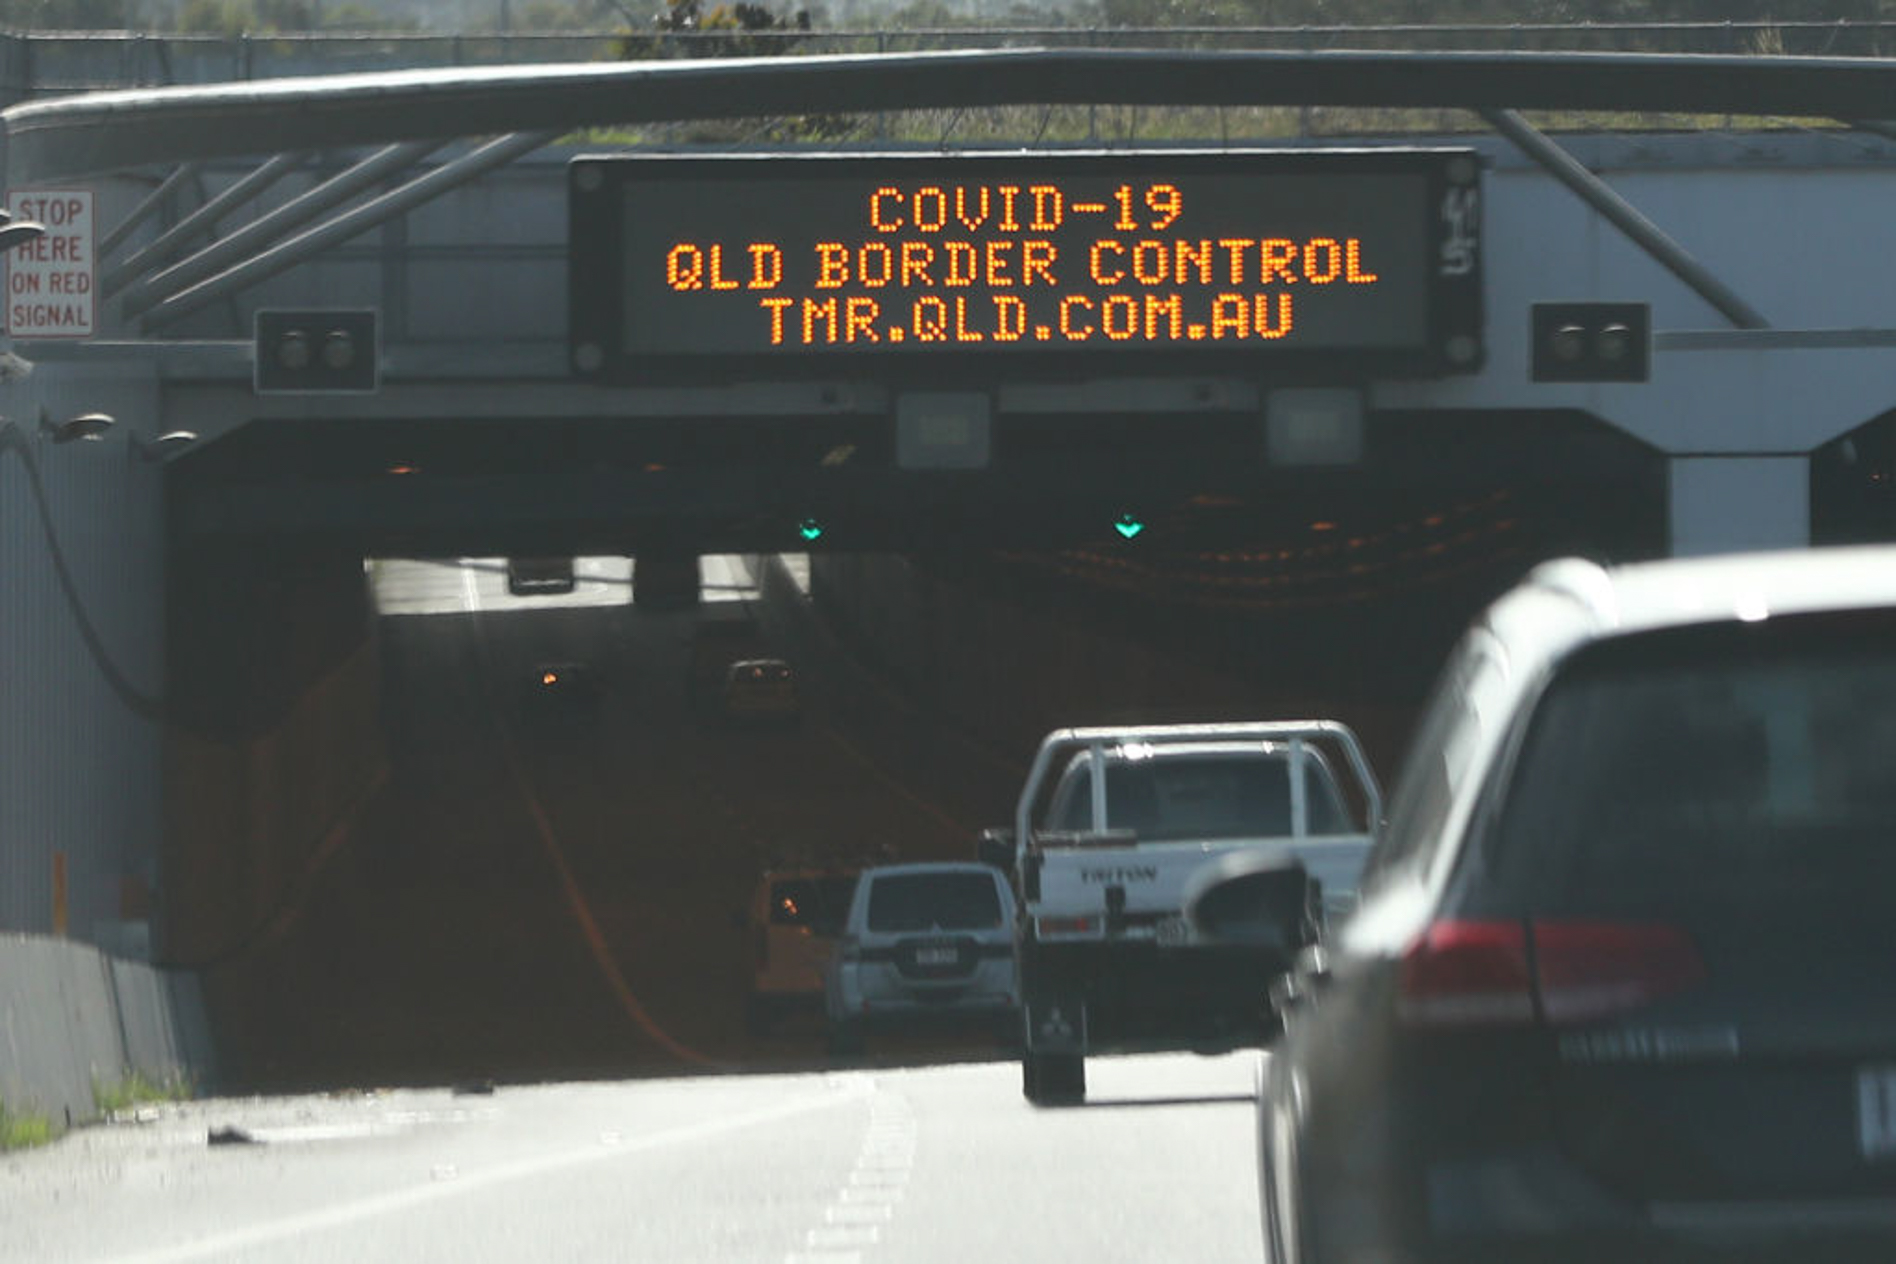 STOP
HERE
ON RED
SIGNAL
COVID-19
QLD BORDER CONTROL
TMR.QLD.COM.AU
TRITON